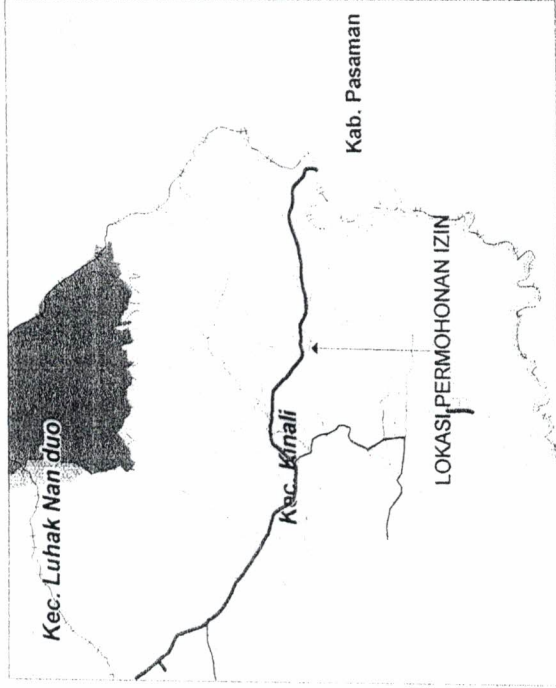 Kec. Luhak Nan duo
Kec. Kinali
Kab. Pasaman
LOKASI PERMOHONAN IZIN